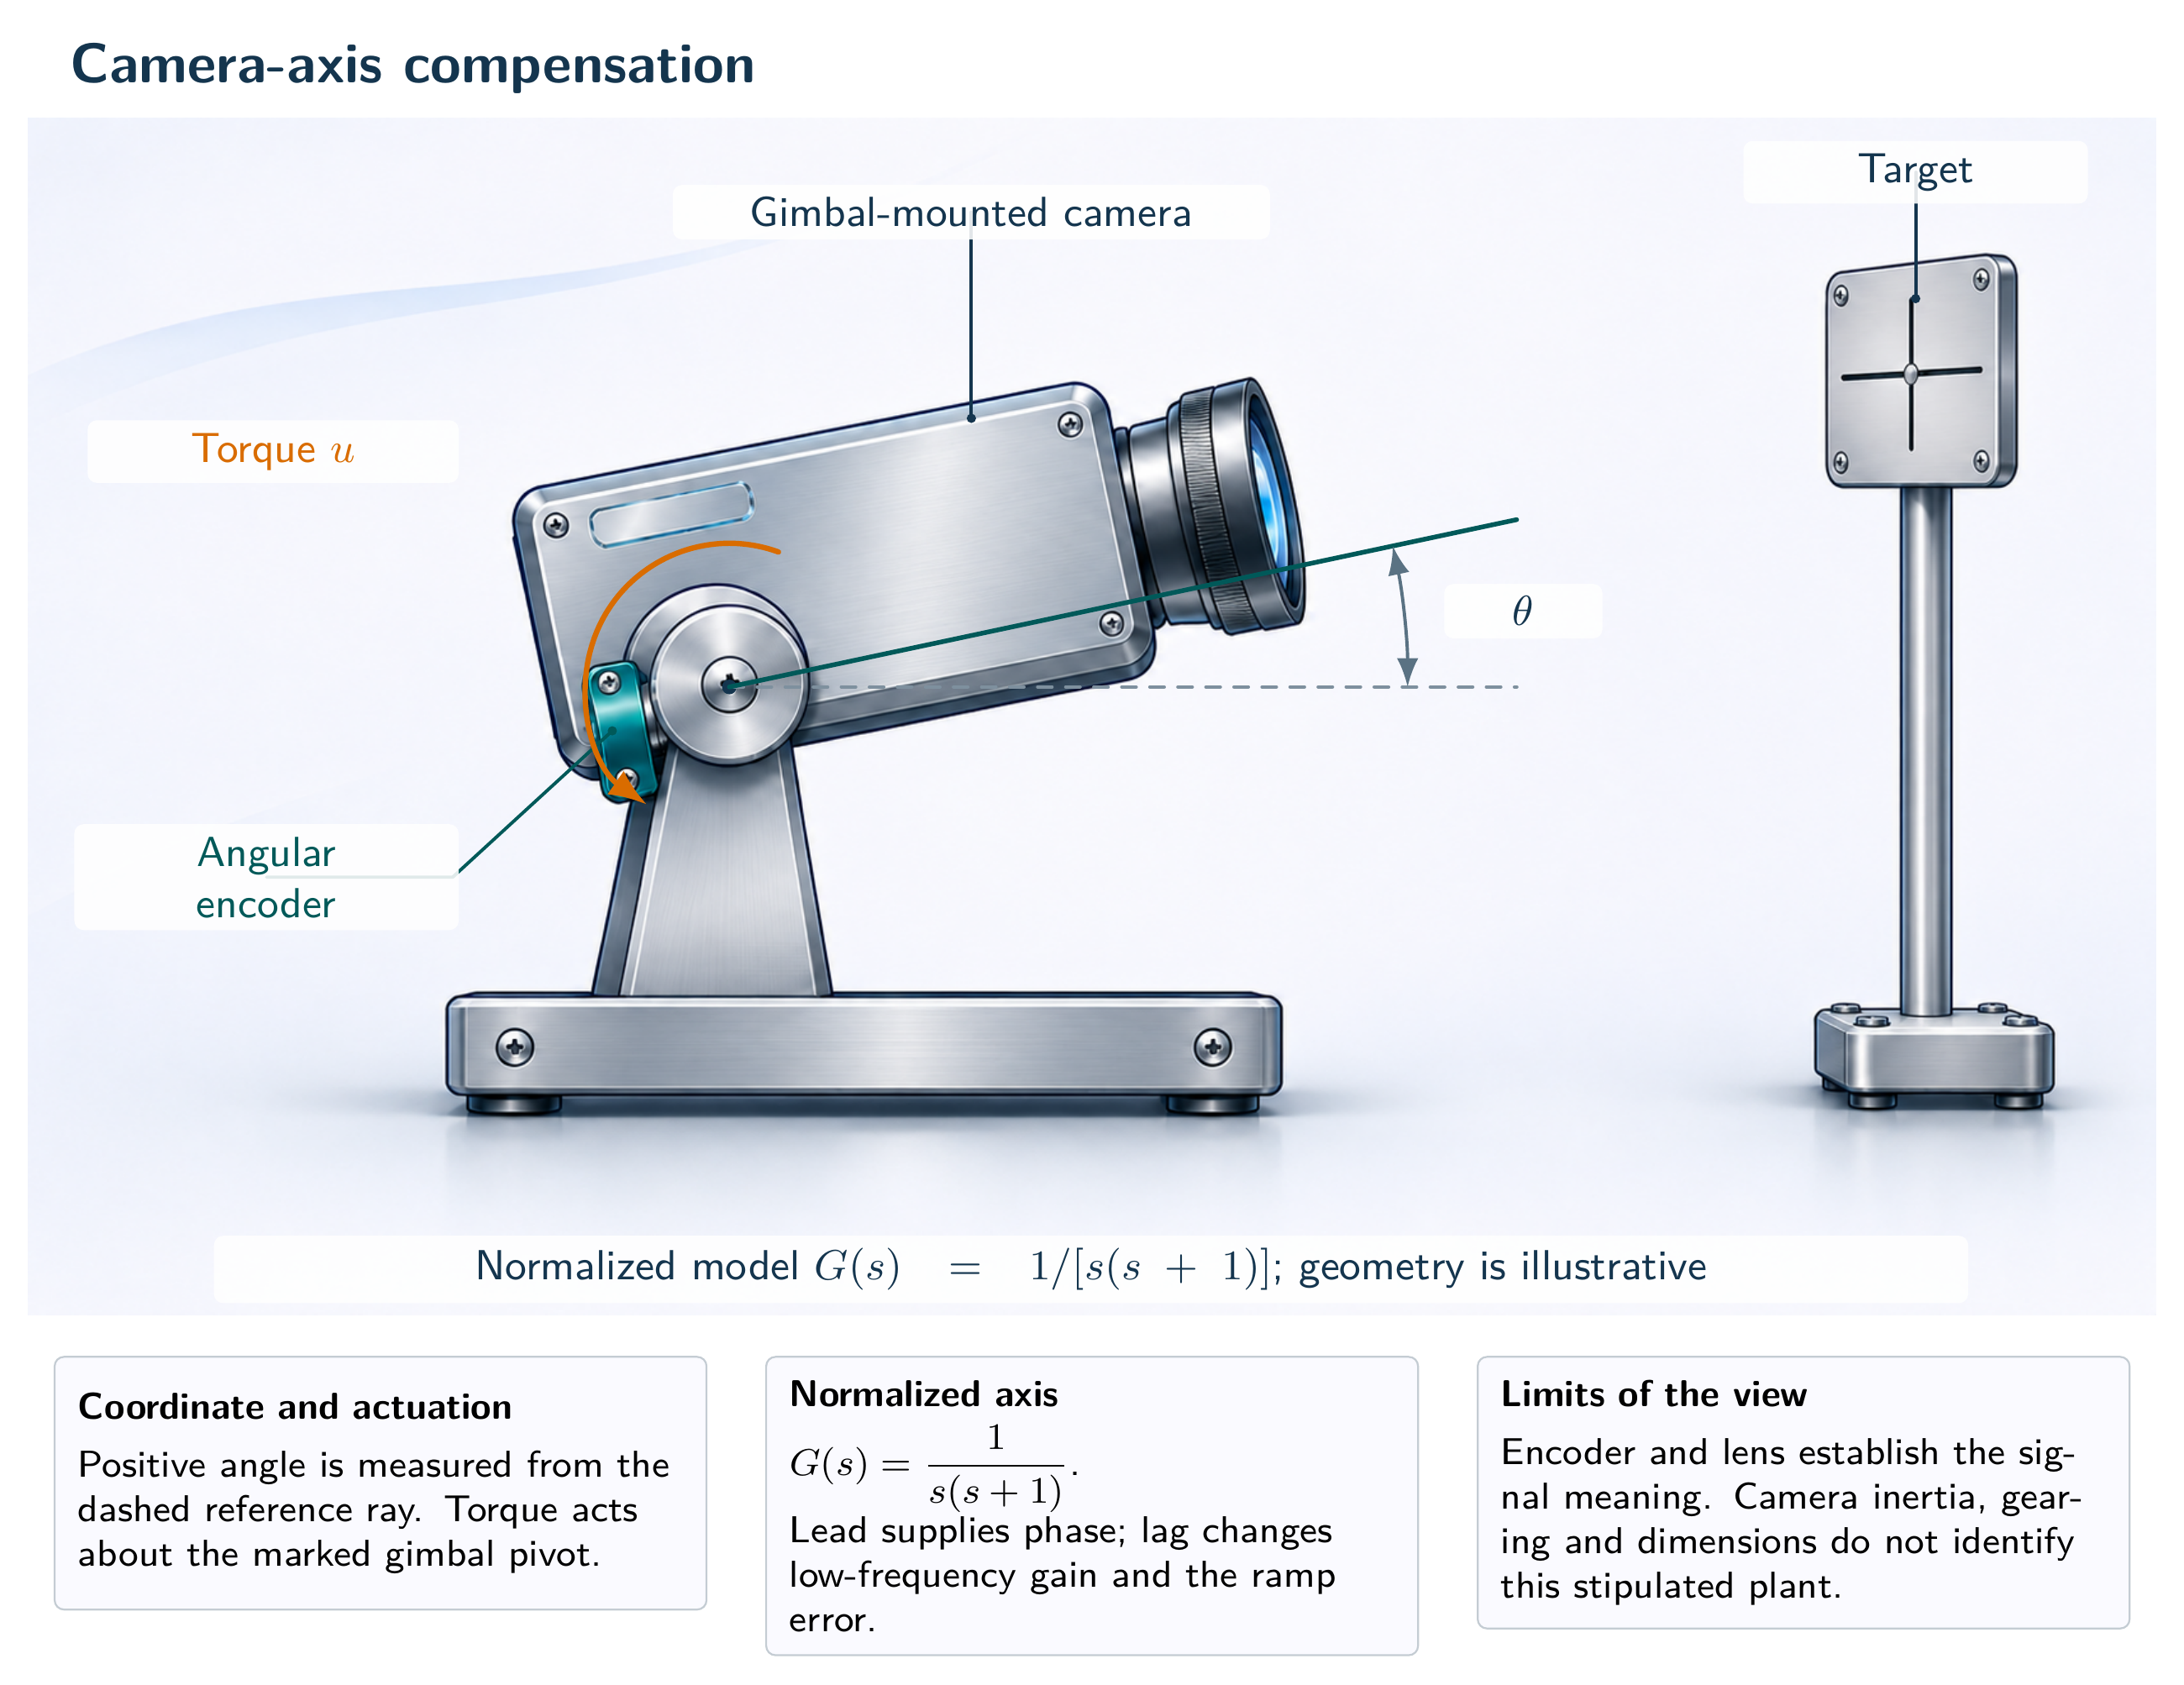 Camera-axis compensation
Gimbal-mounted camera
Target
Torque u
θ
Angular
encoder
Normalized model G(s) = 1/[s(s + 1)]; geometry is illustrative
Coordinate and actuation
Positive angle is measured from the
dashed reference ray. Torque acts
about the marked gimbal pivot.
Normalized axis
G(s) = 1 / s(s + 1).
Lead supplies phase; lag changes
low-frequency gain and the ramp
error.
Limits of the view
Encoder and lens establish the sig-
nal meaning. Camera inertia, gear-
ing and dimensions do not identify
this stipulated plant.